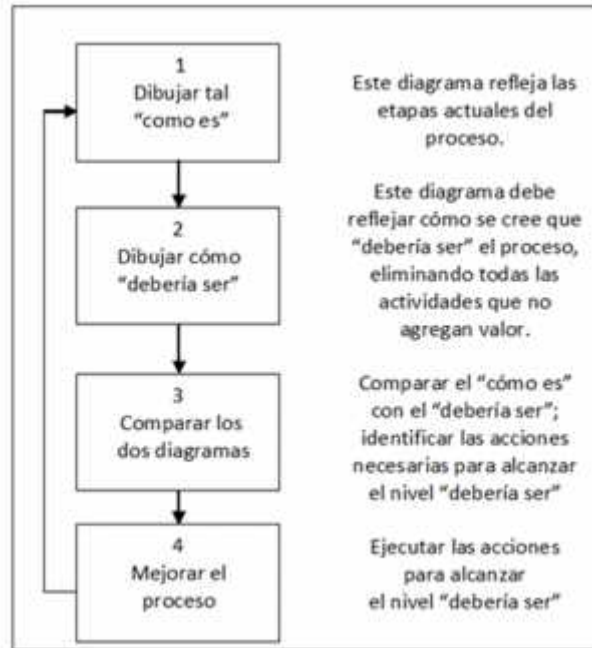 1
Dibujar tal
“como es”
Este diagrama refleja las
etapas actuales del
proceso.
2
Dibujar cómo
“debería ser”
Este diagrama debe
reflejar cómo se cree que
“debería ser” el proceso,
eliminando todas las
actividades que no
agregan valor.
3
Comparar los
dos diagramas
Comparar el “cómo es”
con el “debería ser”;
identificar las acciones
necesarias para alcanzar
el nivel “debería ser”
4
Mejorar el
proceso
Ejecutar las acciones
para alcanzar
el nivel “debería ser”